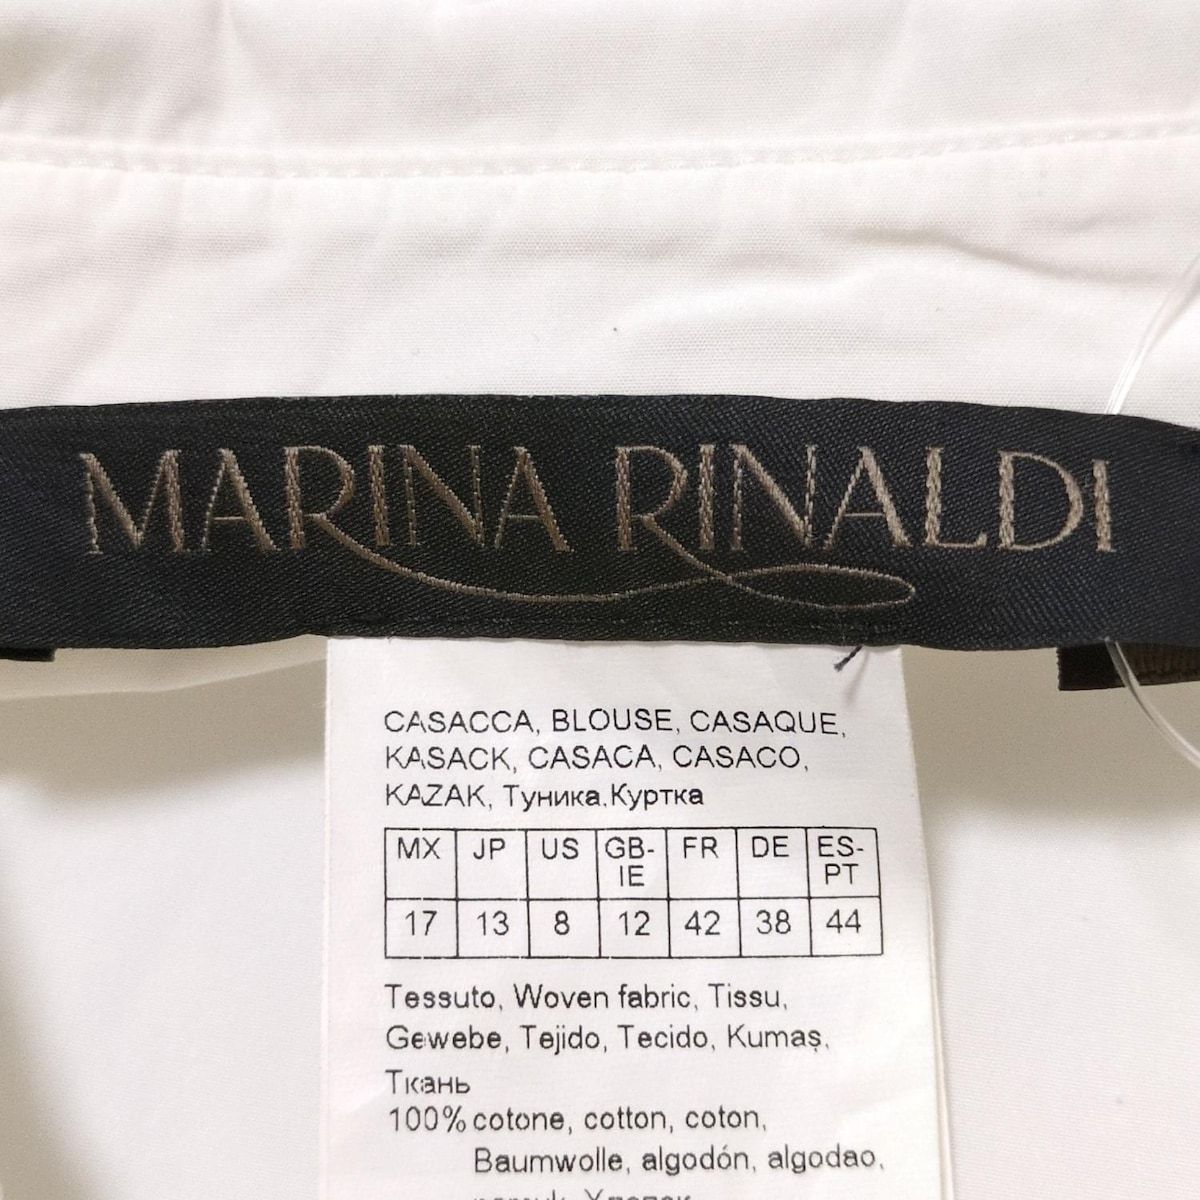 MARINA RINALDI
CASACCA, BLOUSE, CASAQUE,
KASACK, CASACA, CASACO,
KAZAK, Туника,Куртка
MX JP US GB-IE FR DE ES-PT
17 13 8 12 42 38 44
Tessuto, Woven fabric, Tissu,
Gewebe, Tejido, Tecido, Kumaş,
Ткань
100% cotone, cotton, coton,
Baumwolle, algodón, algodao,